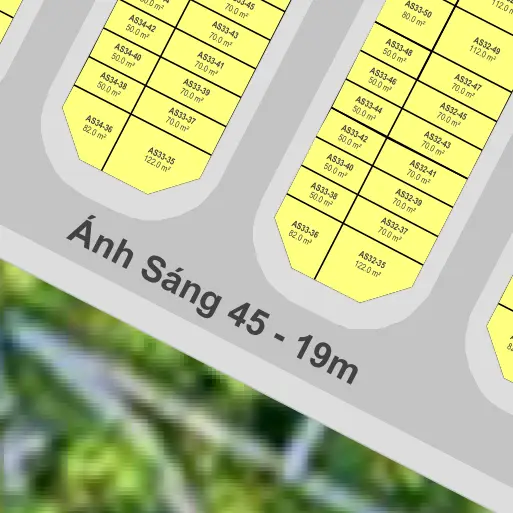 50.0 m²
AS34-42
50.0 m²
AS34-40
50.0 m²
AS34-38
50.0 m²
AS34-36
82.0 m²
70.0 m²
AS33-43
70.0 m²
AS33-41
70.0 m²
AS33-39
70.0 m²
AS33-37
70.0 m²
AS33-35
122.0 m²
AS33-50
80.0 m²
AS33-48
50.0 m²
AS33-46
50.0 m²
AS33-44
50.0 m²
AS33-42
50.0 m²
AS33-40
50.0 m²
AS33-38
50.0 m²
AS33-36
82.0 m²
AS32-49
112.0 m²
AS32-47
70.0 m²
AS32-45
70.0 m²
AS32-43
70.0 m²
AS32-41
70.0 m²
AS32-39
70.0 m²
AS32-37
70.0 m²
AS32-35
122.0 m²
Ánh Sáng 45 - 19m